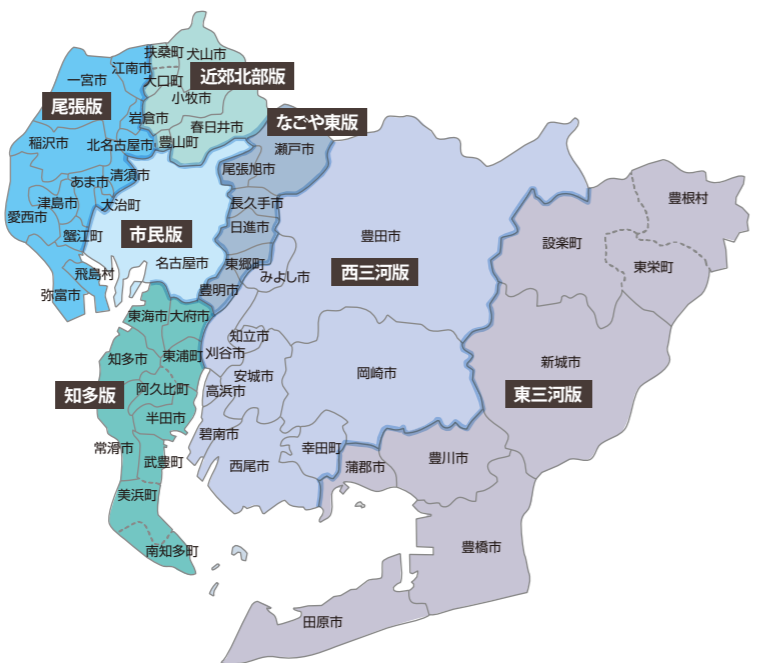 扶桑町
犬山市
江南市
一宮市
大口町
近郊北部版
尾張版
小牧市
岩倉市
春日井市
なごや東版
稲沢市
北名古屋市
豊山町
瀬戸市
尾張旭市
あま市
清須市
津島市
大治町
長久手市
豊根村
愛西市
日進市
蟹江町
市民版
豊田市
設楽町
名古屋市
東郷町
東栄町
飛島村
みよし市
西三河版
弥富市
豊明市
東海市
大府市
知立市
知多市
東浦町
刈谷市
新城市
安城市
岡崎市
阿久比町
高浜市
知多版
東三河版
半田市
碧南市
常滑市
幸田町
武豊町
西尾市
蒲郡市
豊川市
美浜町
南知多町
豊橋市
田原市